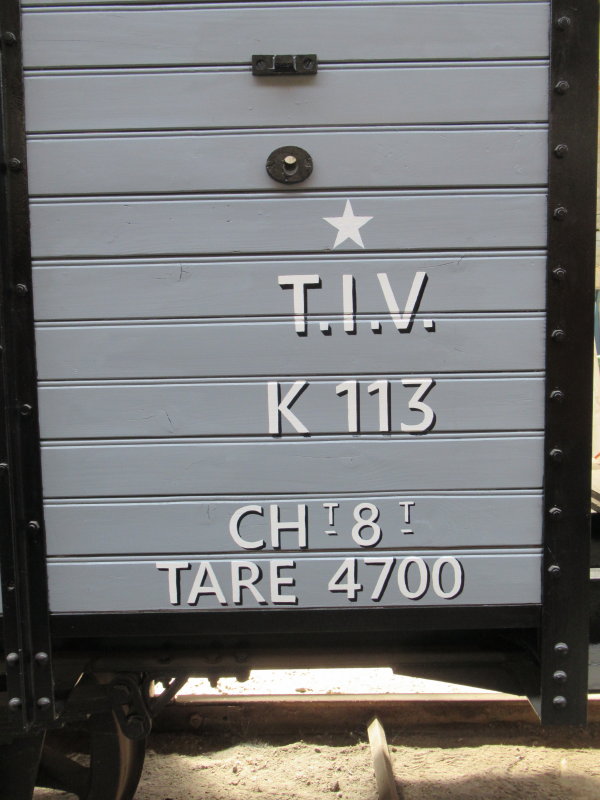 T.I.V.
K 113
CHT 8T
TARE 4700